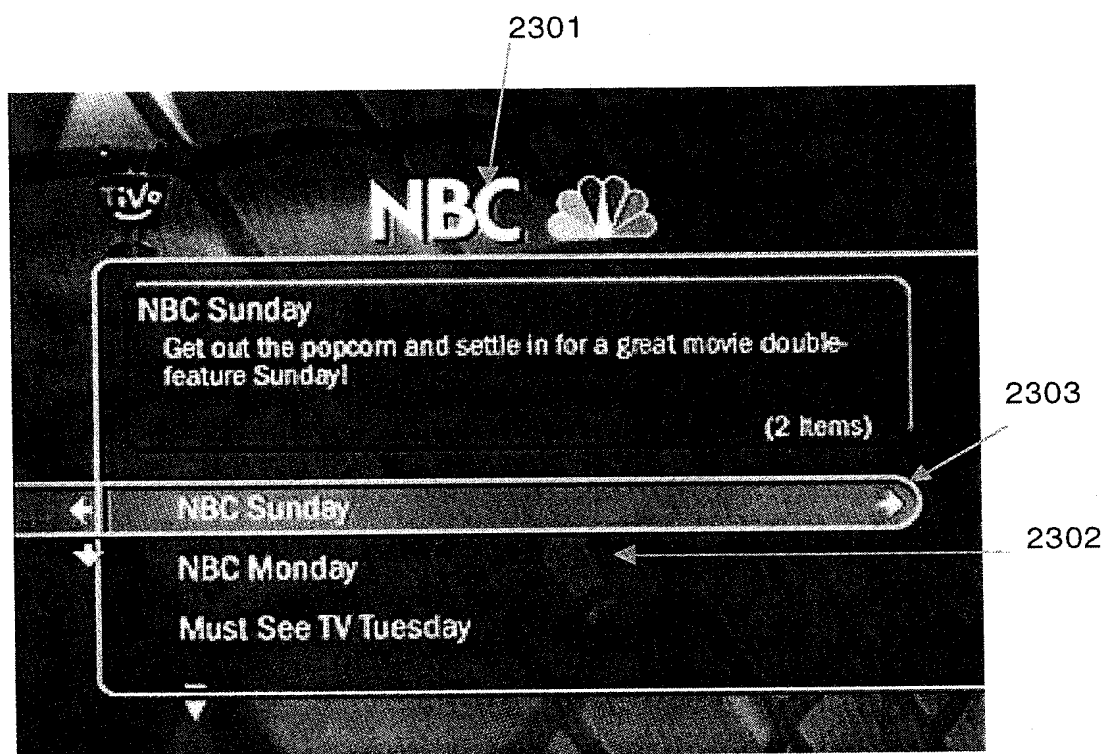 2301
TiVo
NBC
NBC Sunday
Get out the popcorn and settle in for a great movie double-
feature Sunday!
(2 Items)
2303
NBC Sunday
2302
NBC Monday
Must See TV Tuesday